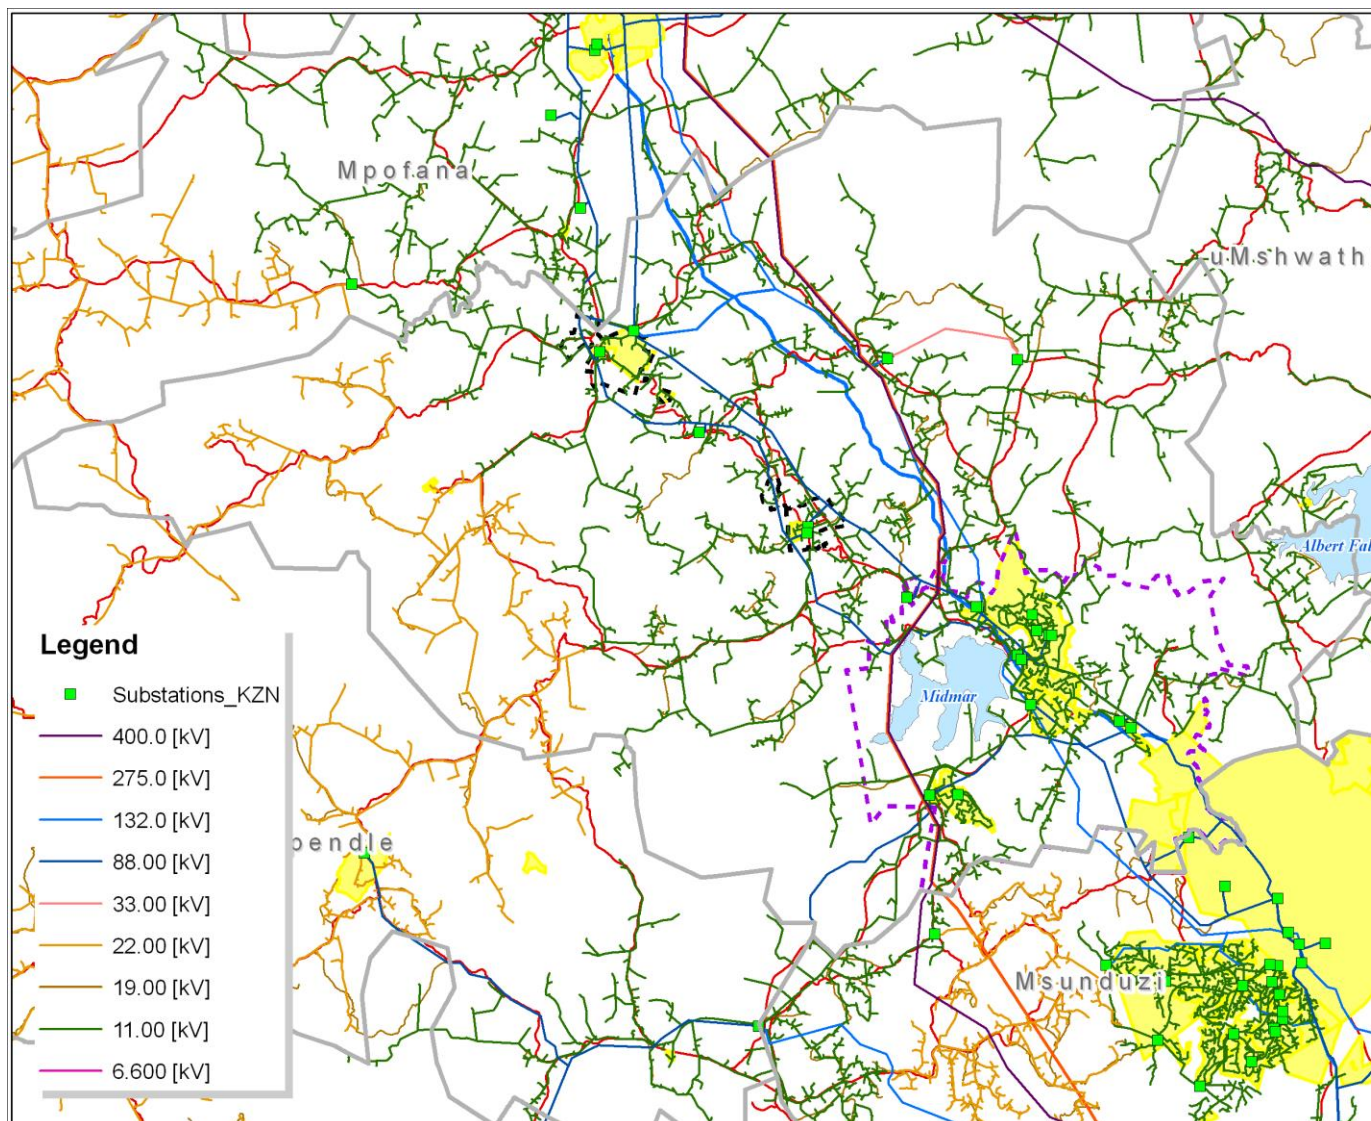 Mpofana
uMshwath
Albert Fal
Midmar
Legend
Substations_KZN
400.0 [kV]
275.0 [kV]
132.0 [kV]
88.00 [kV]
33.00 [kV]
22.00 [kV]
19.00 [kV]
11.00 [kV]
6.600 [kV]
pendle
Msunduzi